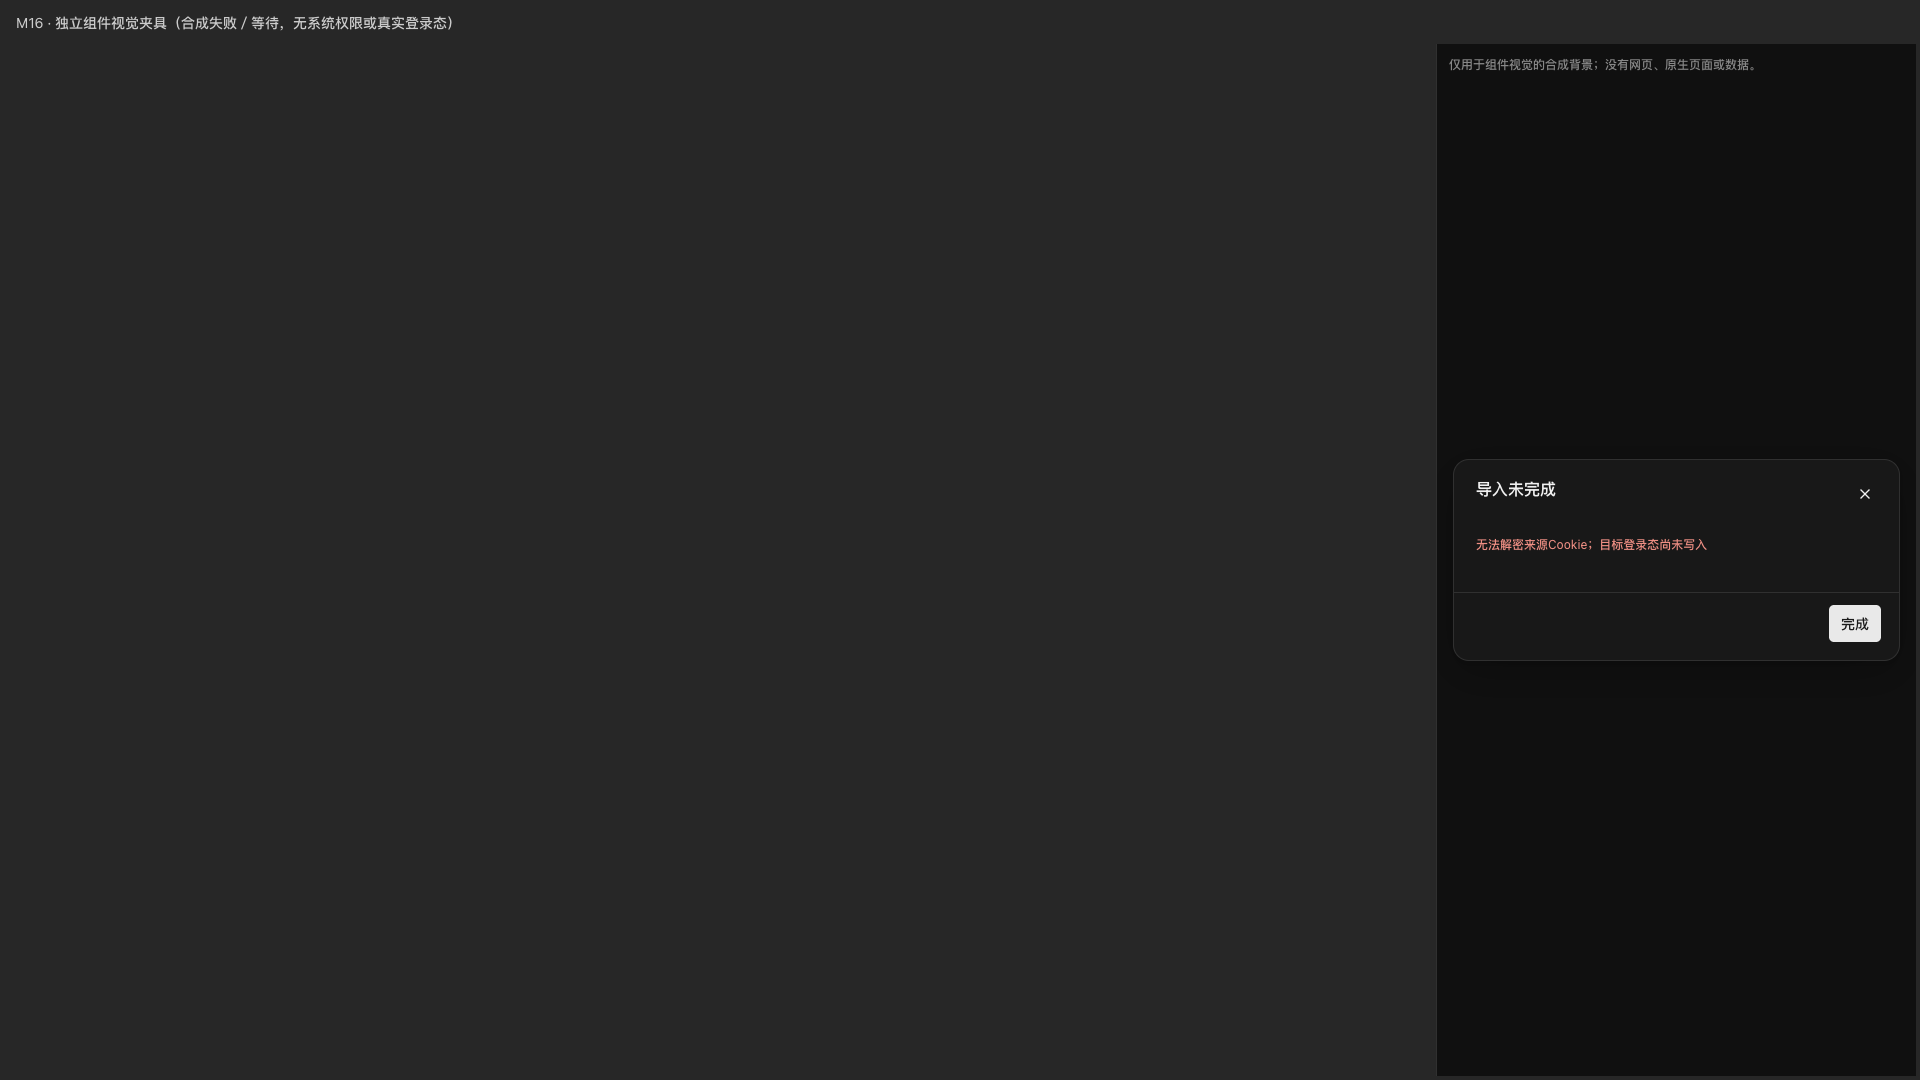 M16 · 独立组件视觉夹具（合成失败 / 等待，无系统权限或真实登录态）
仅用于组件视觉的合成背景；没有网页、原生页面或数据。
导入未完成
无法解密来源Cookie；目标登录态尚未写入
完成